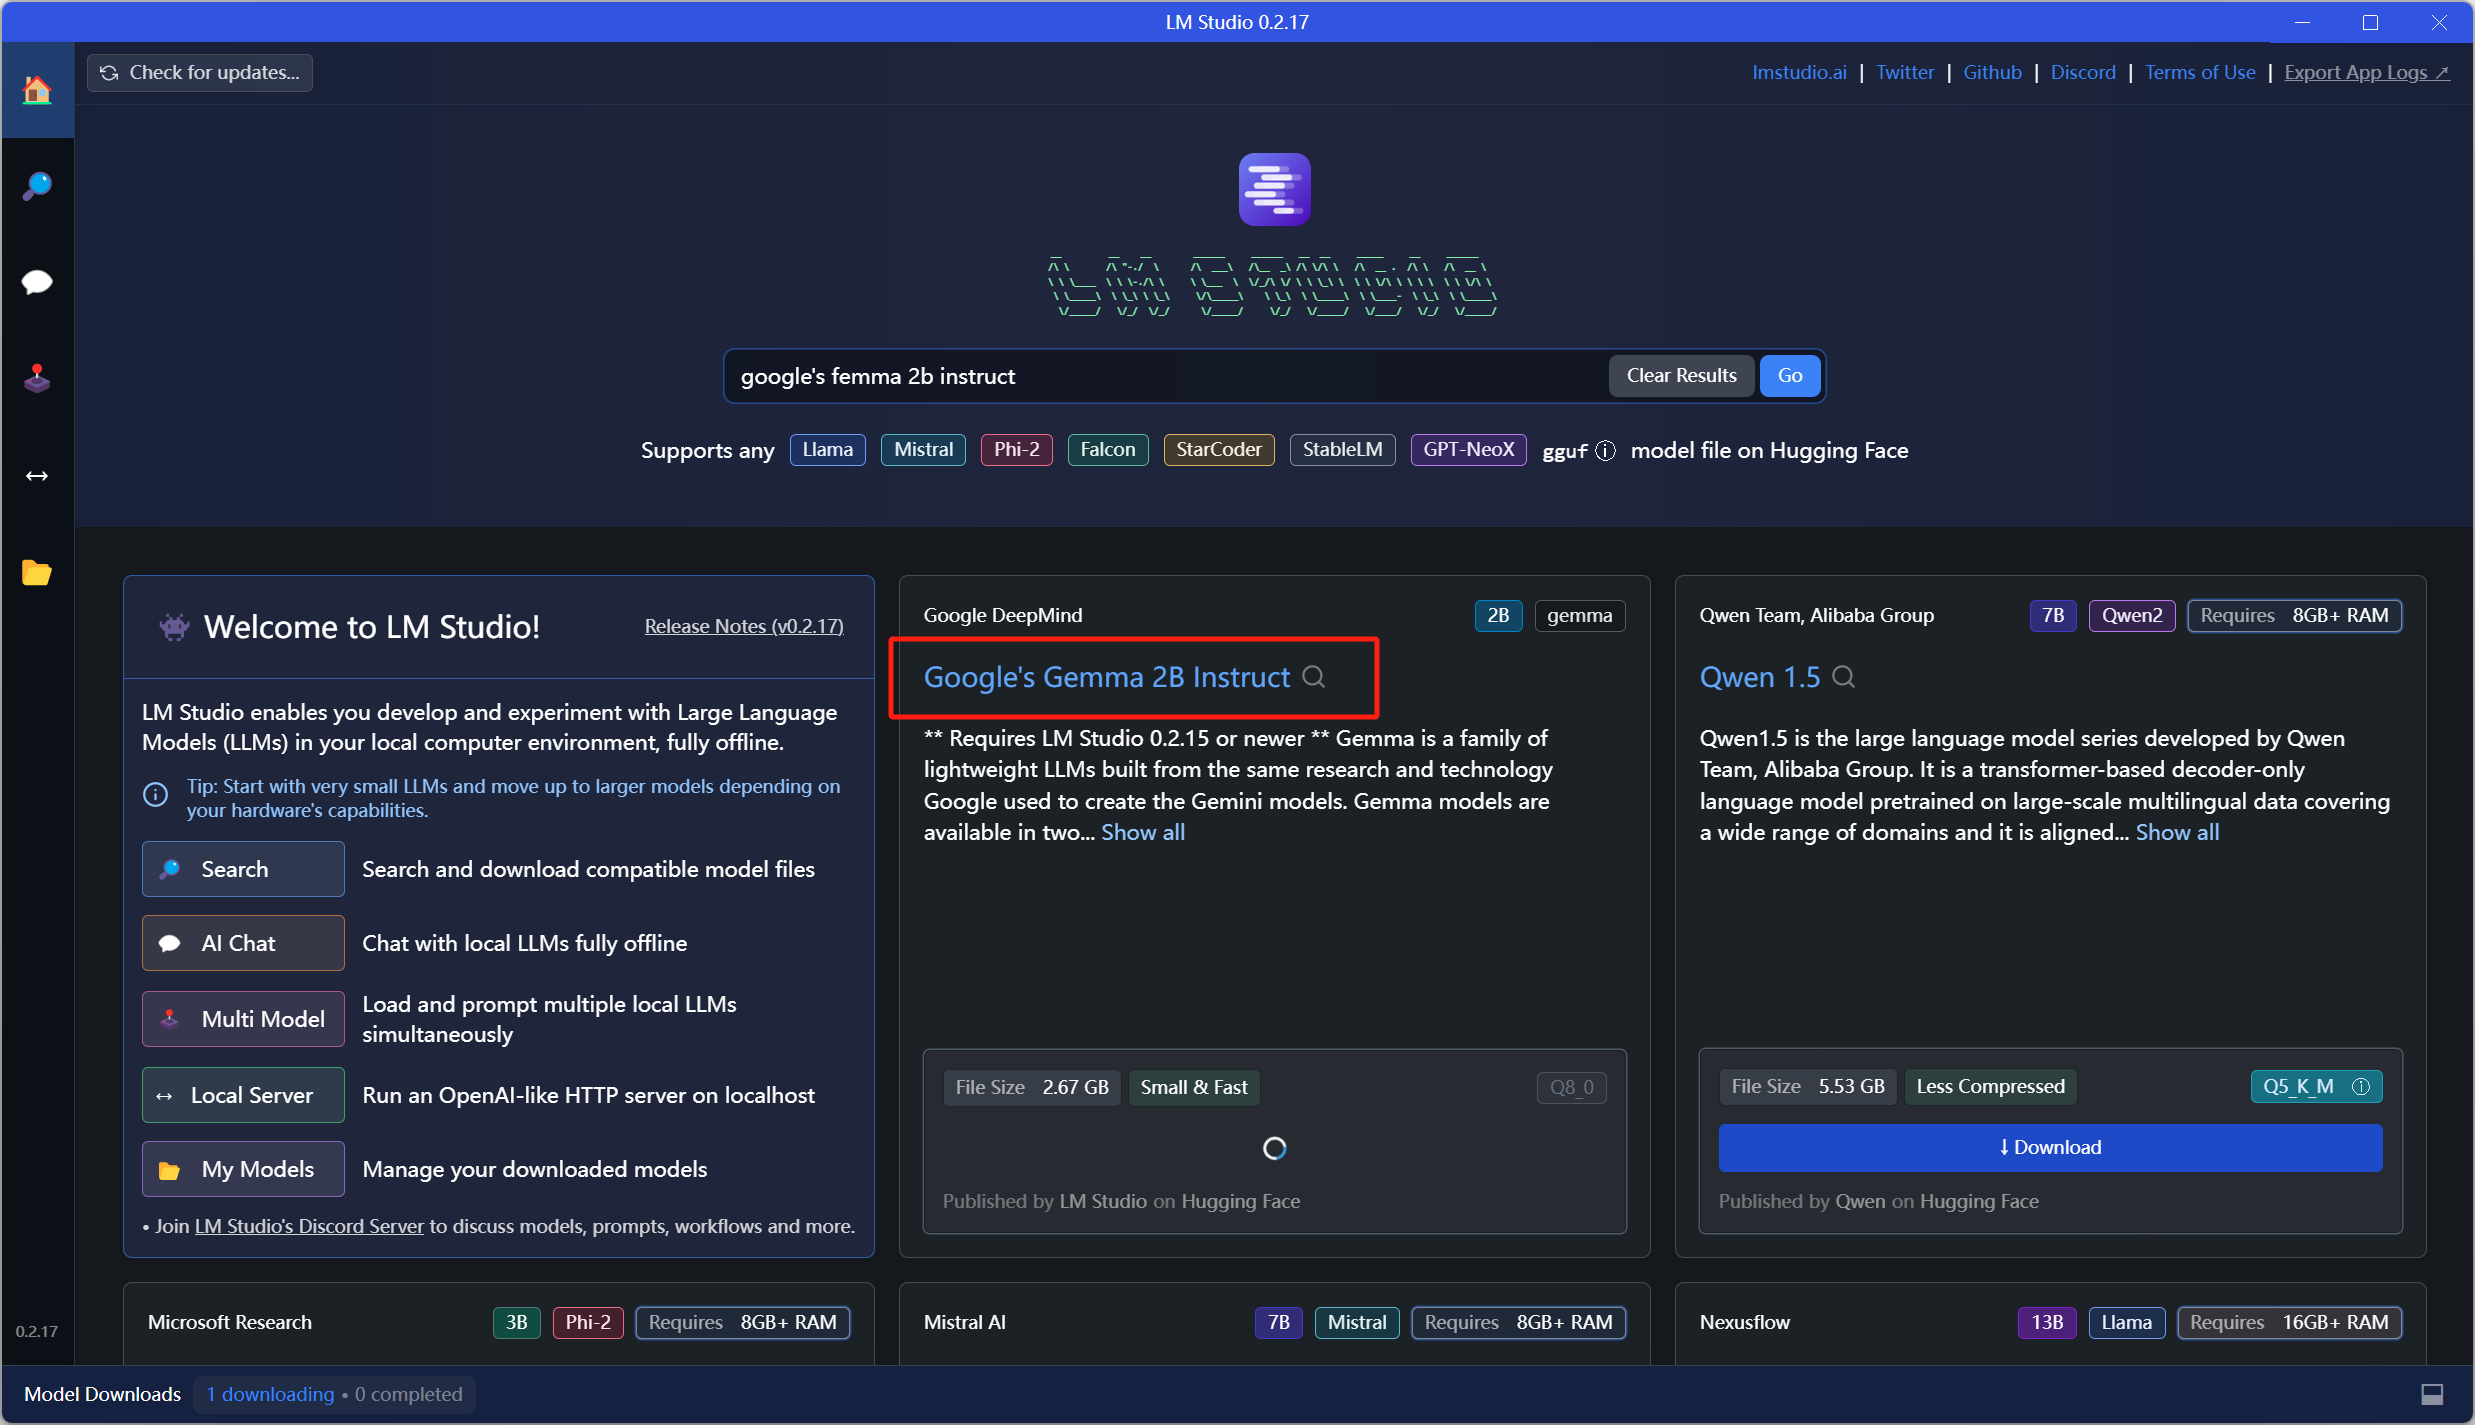 LM Studio 0.2.17
Check for updates...
lmstudio.ai | Twitter | Github | Discord | Terms of Use | Export App Logs ↗
LM STUDIO
google's femma 2b instruct
Clear Results
Go
Supports any Llama Mistral Phi-2 Falcon StarCoder StableLM GPT-NeoX gguf ⓘ model file on Hugging Face
Welcome to LM Studio!
Release Notes (v0.2.17)
LM Studio enables you develop and experiment with Large Language
Models (LLMs) in your local computer environment, fully offline.
Tip: Start with very small LLMs and move up to larger models depending on
your hardware's capabilities.
Search
Search and download compatible model files
AI Chat
Chat with local LLMs fully offline
Multi Model
Load and prompt multiple local LLMs
simultaneously
↔ Local Server
Run an OpenAI-like HTTP server on localhost
My Models
Manage your downloaded models
• Join LM Studio's Discord Server to discuss models, prompts, workflows and more.
Google DeepMind
2B
gemma
Google's Gemma 2B Instruct
** Requires LM Studio 0.2.15 or newer ** Gemma is a family of
lightweight LLMs built from the same research and technology
Google used to create the Gemini models. Gemma models are
available in two... Show all
File Size 2.67 GB
Small & Fast
Q8_0
Published by LM Studio on Hugging Face
Qwen Team, Alibaba Group
7B
Qwen2
Requires 8GB+ RAM
Qwen 1.5
Qwen1.5 is the large language model series developed by Qwen
Team, Alibaba Group. It is a transformer-based decoder-only
language model pretrained on large-scale multilingual data covering
a wide range of domains and it is aligned... Show all
File Size 5.53 GB
Less Compressed
Q5_K_M ⓘ
↓ Download
Published by Qwen on Hugging Face
Microsoft Research
3B
Phi-2
Requires 8GB+ RAM
Mistral AI
7B
Mistral
Requires 8GB+ RAM
Nexusflow
13B
Llama
Requires 16GB+ RAM
0.2.17
Model Downloads
1 downloading • 0 completed